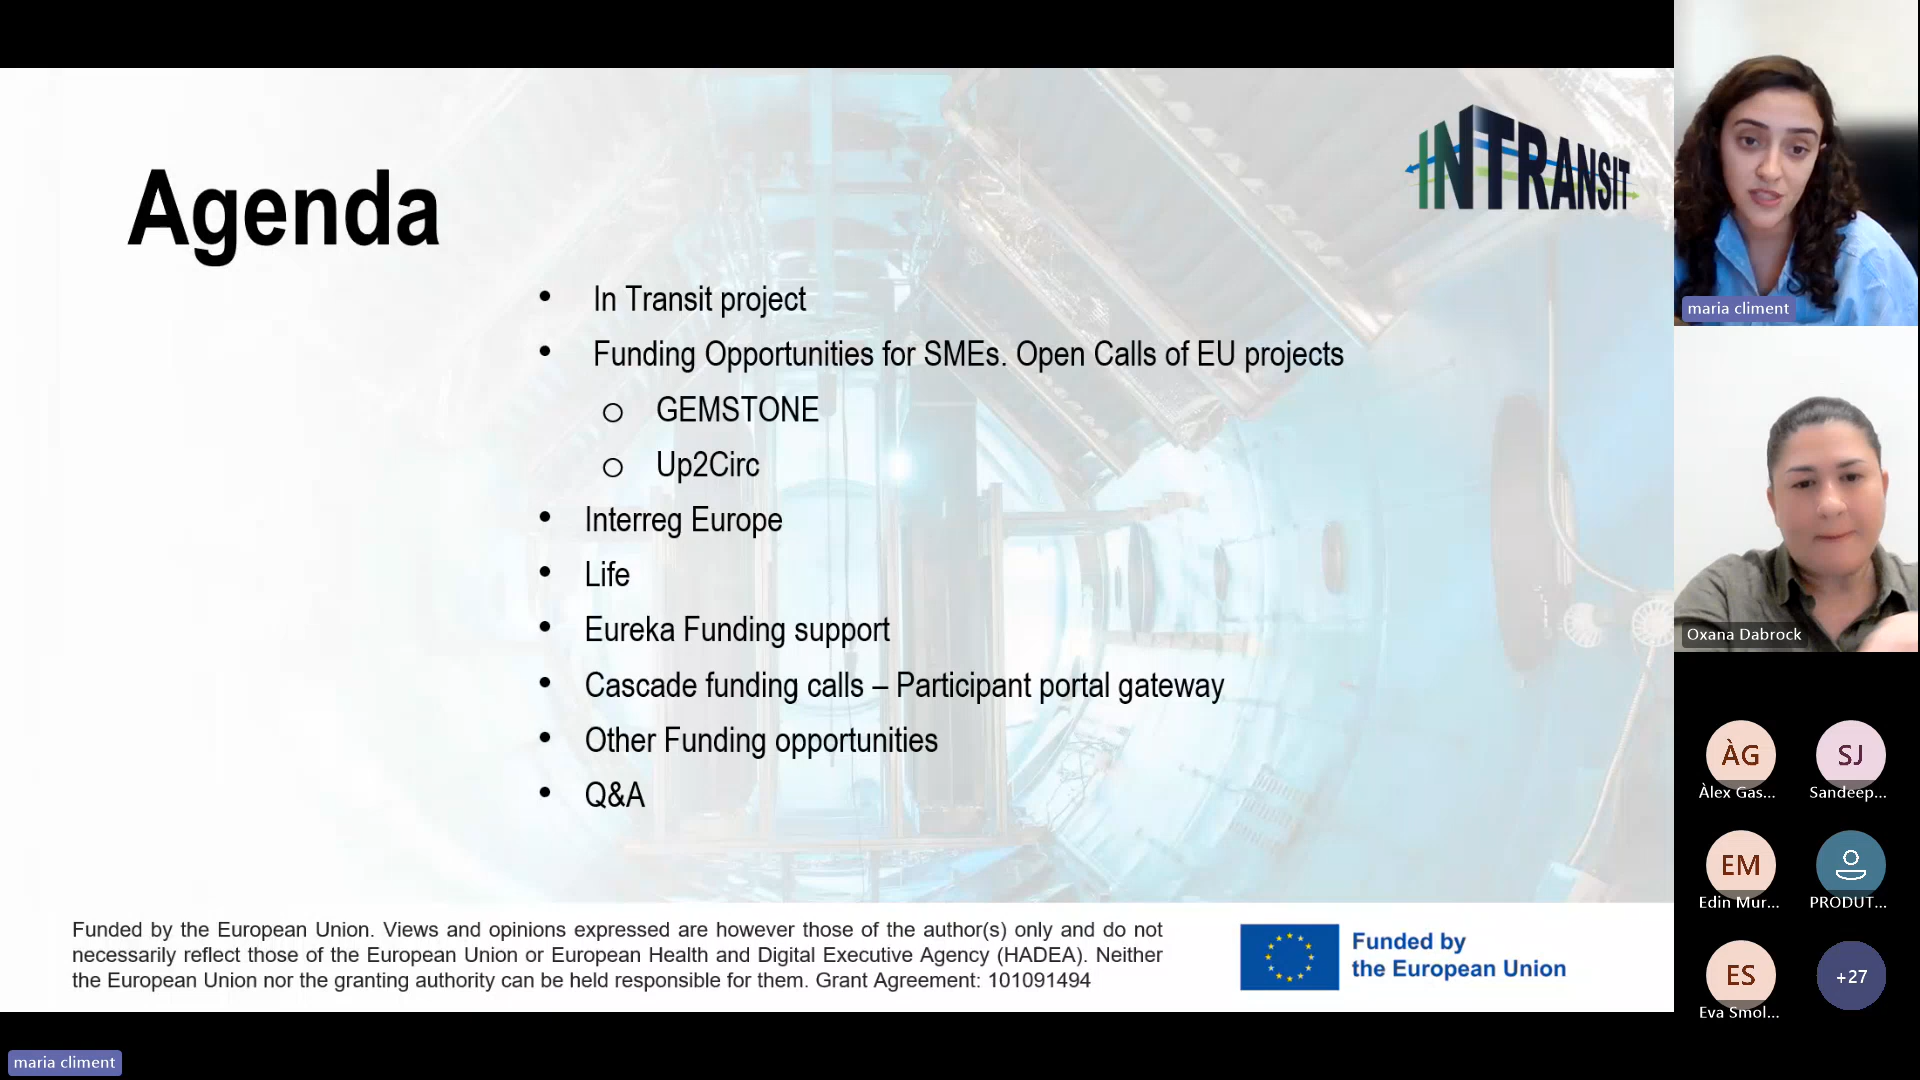 INTRANSIT
Agenda
• In Transit project
• Funding Opportunities for SMEs. Open Calls of EU projects
o GEMSTONE
o Up2Circ
• Interreg Europe
• Life
• Eureka Funding support
• Cascade funding calls – Participant portal gateway
• Other Funding opportunities
• Q&A
Funded by the European Union. Views and opinions expressed are however those of the author(s) only and do not
necessarily reflect those of the European Union or European Health and Digital Executive Agency (HADEA). Neither
the European Union nor the granting authority can be held responsible for them. Grant Agreement: 101091494
Funded by
the European Union
maria climent
maria climent
Oxana Dabrock
ÀG
Àlex Gas...
SJ
Sandeep...
EM
Edin Mur...
PRODUT...
ES
Eva Smol...
+27